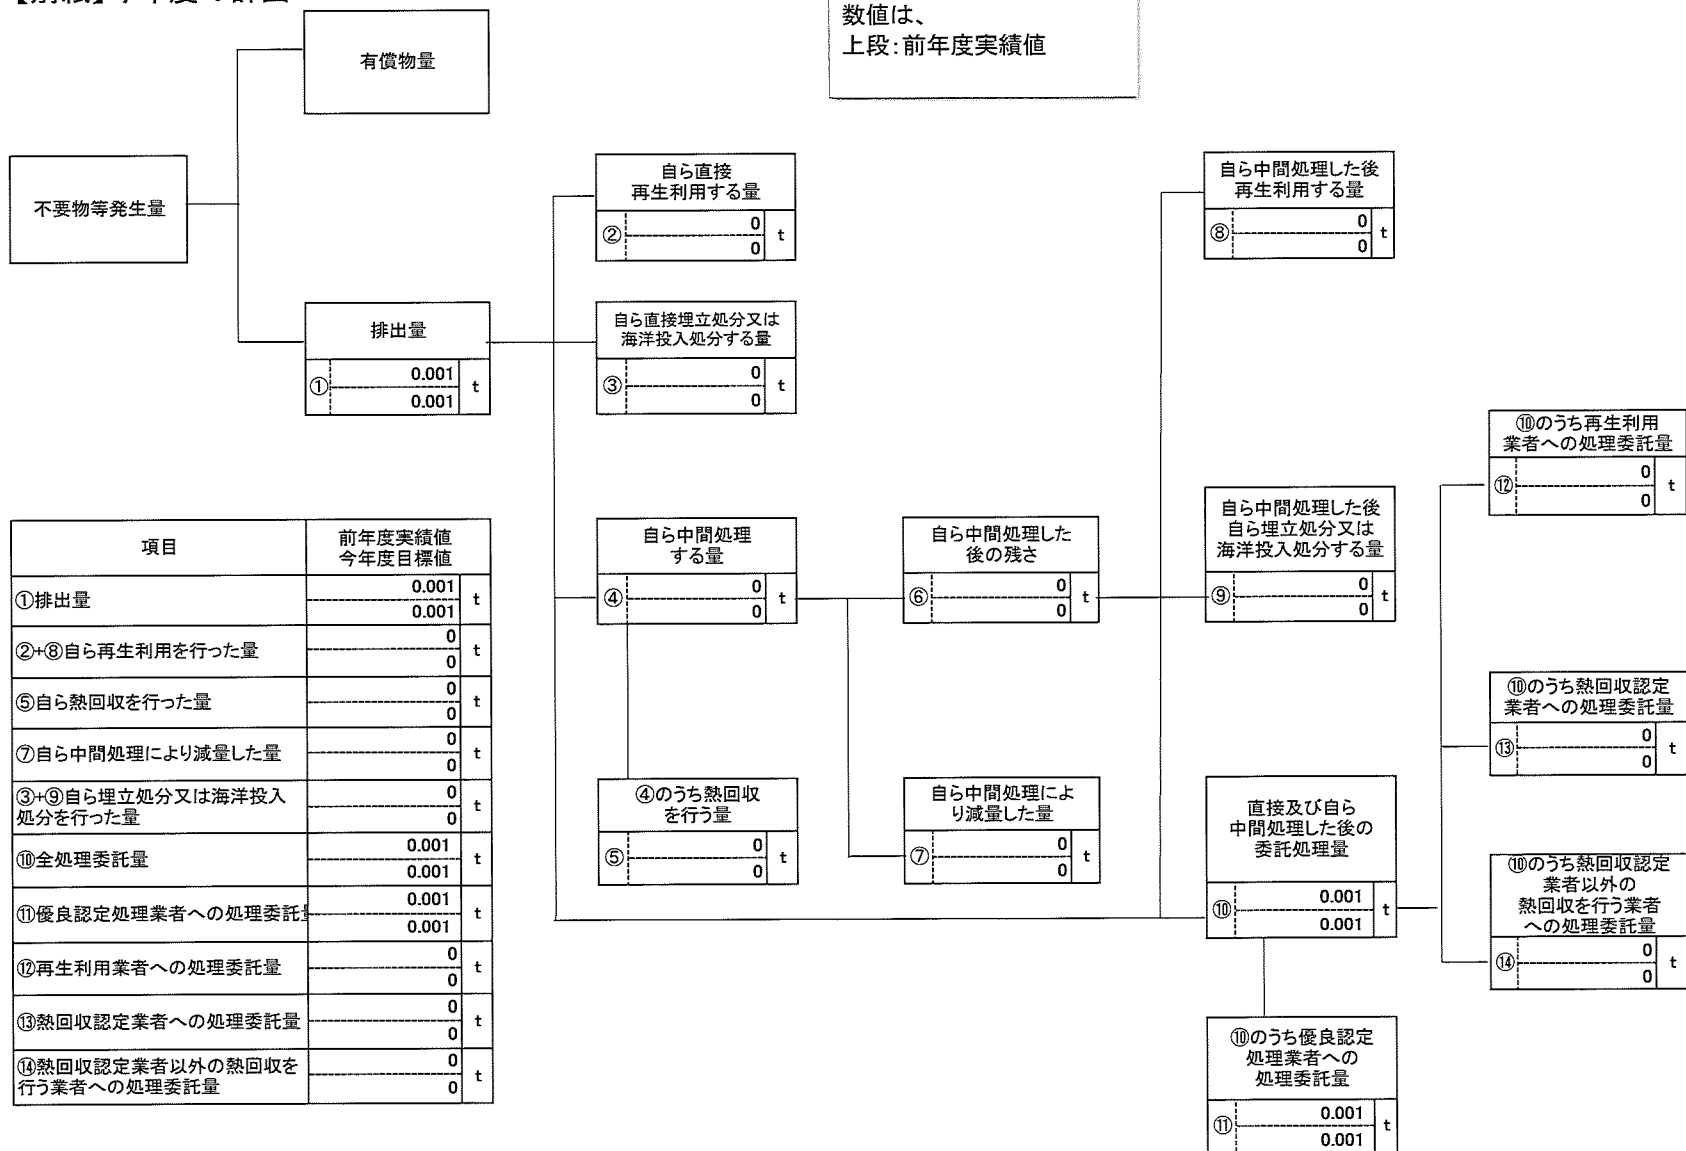 数値は、
上段：前年度実績値
有償物量
不要物等発生量
排出量
① 0.001 t
0.001
自ら直接
再生利用する量
② 0 t
0
自ら直接埋立処分又は
海洋投入処分する量
③ 0 t
0
自ら中間処理
する量
④ 0 t
0
④のうち熱回収
を行う量
⑤ 0 t
0
自ら中間処理した
後の残さ
⑥ 0 t
0
自ら中間処理によ
り減量した量
⑦ 0 t
0
自ら中間処理した後
再生利用する量
⑧ 0 t
0
自ら中間処理した後
自ら埋立処分又は
海洋投入処分する量
⑨ 0 t
0
直接及び自ら
中間処理した後の
委託処理量
⑩ 0.001 t
0.001
⑩のうち優良認定
処理業者への
処理委託量
⑪ 0.001 t
0.001
⑩のうち再生利用
業者への処理委託量
⑫ 0 t
0
⑩のうち熱回収認定
業者への処理委託量
⑬ 0 t
0
⑩のうち熱回収認定
業者以外の
熱回収を行う業者
への処理委託量
⑭ 0 t
0
項目 前年度実績値
今年度目標値
①排出量 0.001 t
0.001
②+⑧自ら再生利用を行った量 0 t
0
⑤自ら熱回収を行った量 0 t
0
⑦自ら中間処理により減量した量 0 t
0
③+⑨自ら埋立処分又は海洋投入
処分を行った量 0 t
0
⑩全処理委託量 0.001 t
0.001
⑪優良認定処理業者への処理委託 0.001 t
0.001
⑫再生利用業者への処理委託量 0 t
0
⑬熱回収認定業者への処理委託量 0 t
0
⑭熱回収認定業者以外の熱回収を
行う業者への処理委託量 0 t
0